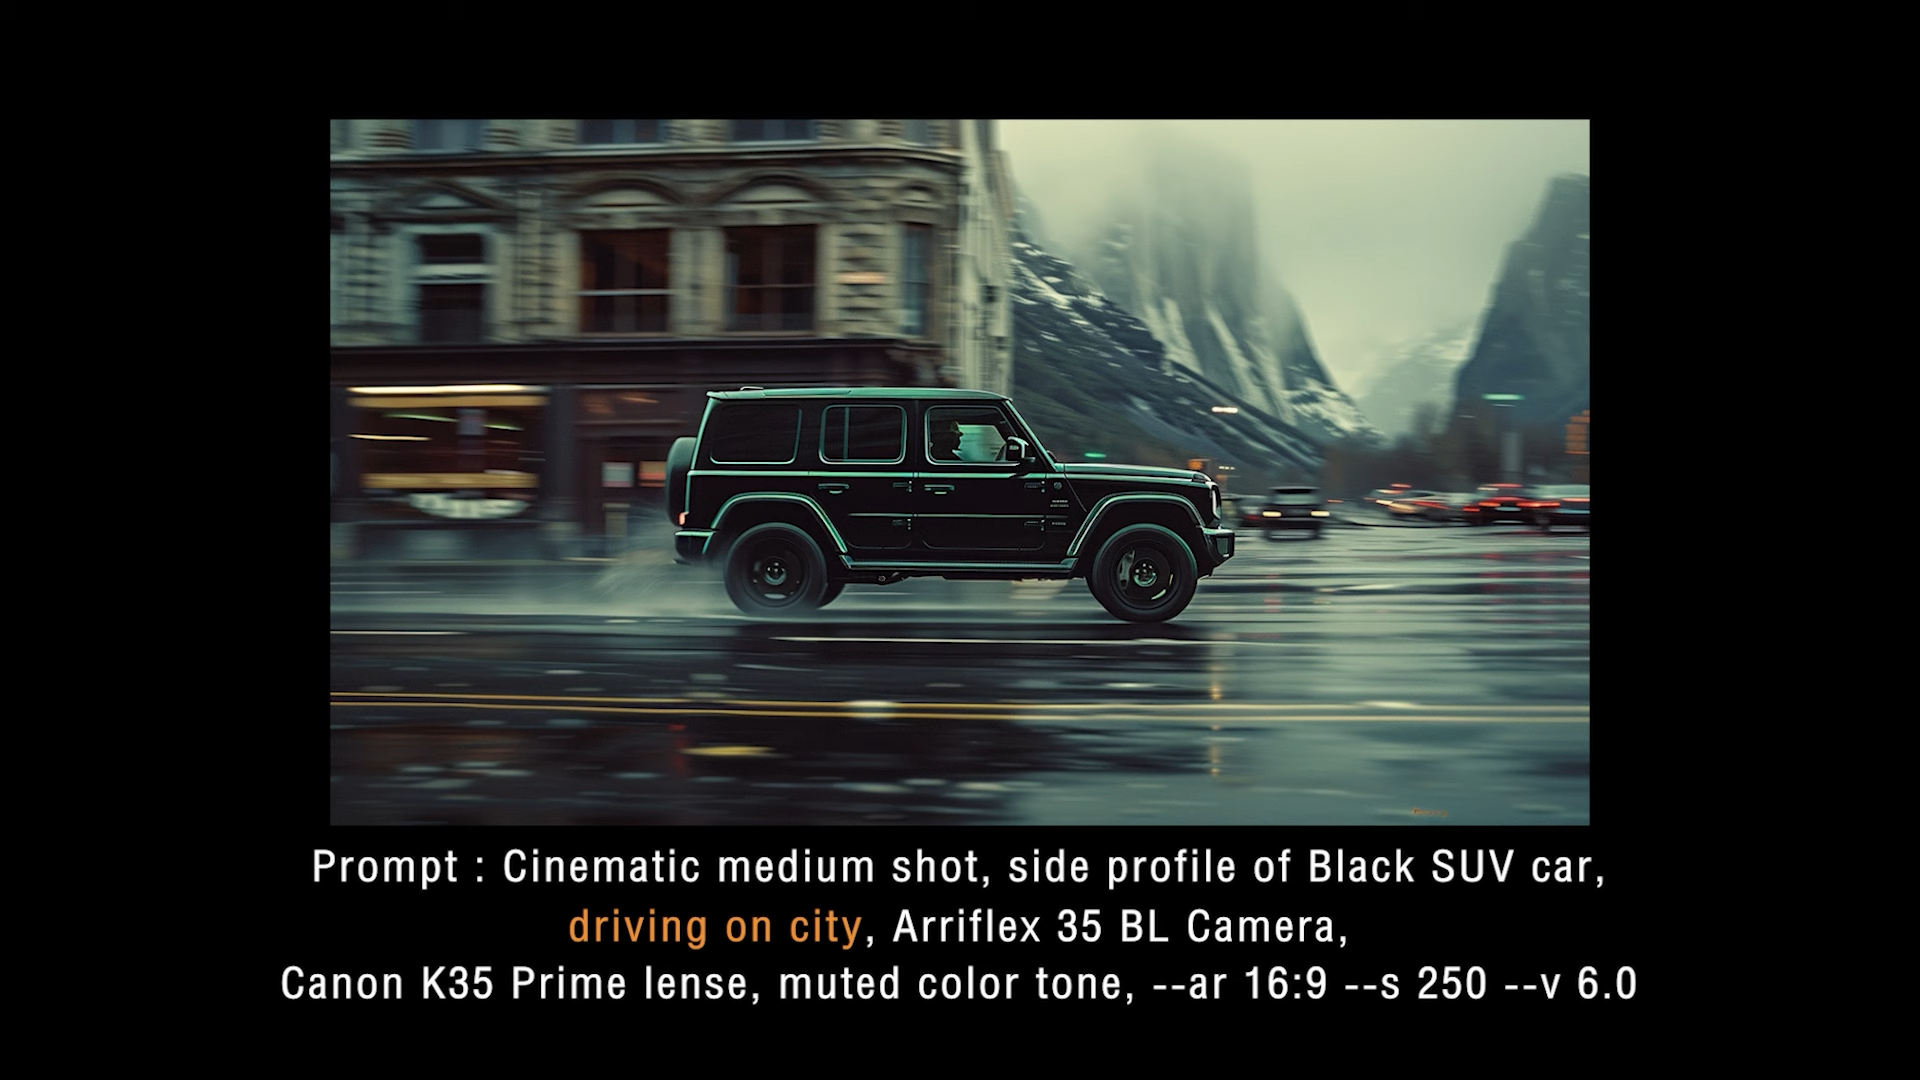 Prompt : Cinematic medium shot, side profile of Black SUV car,
driving on city, Arriflex 35 BL Camera,
Canon K35 Prime lense, muted color tone, --ar 16:9 --s 250 --v 6.0